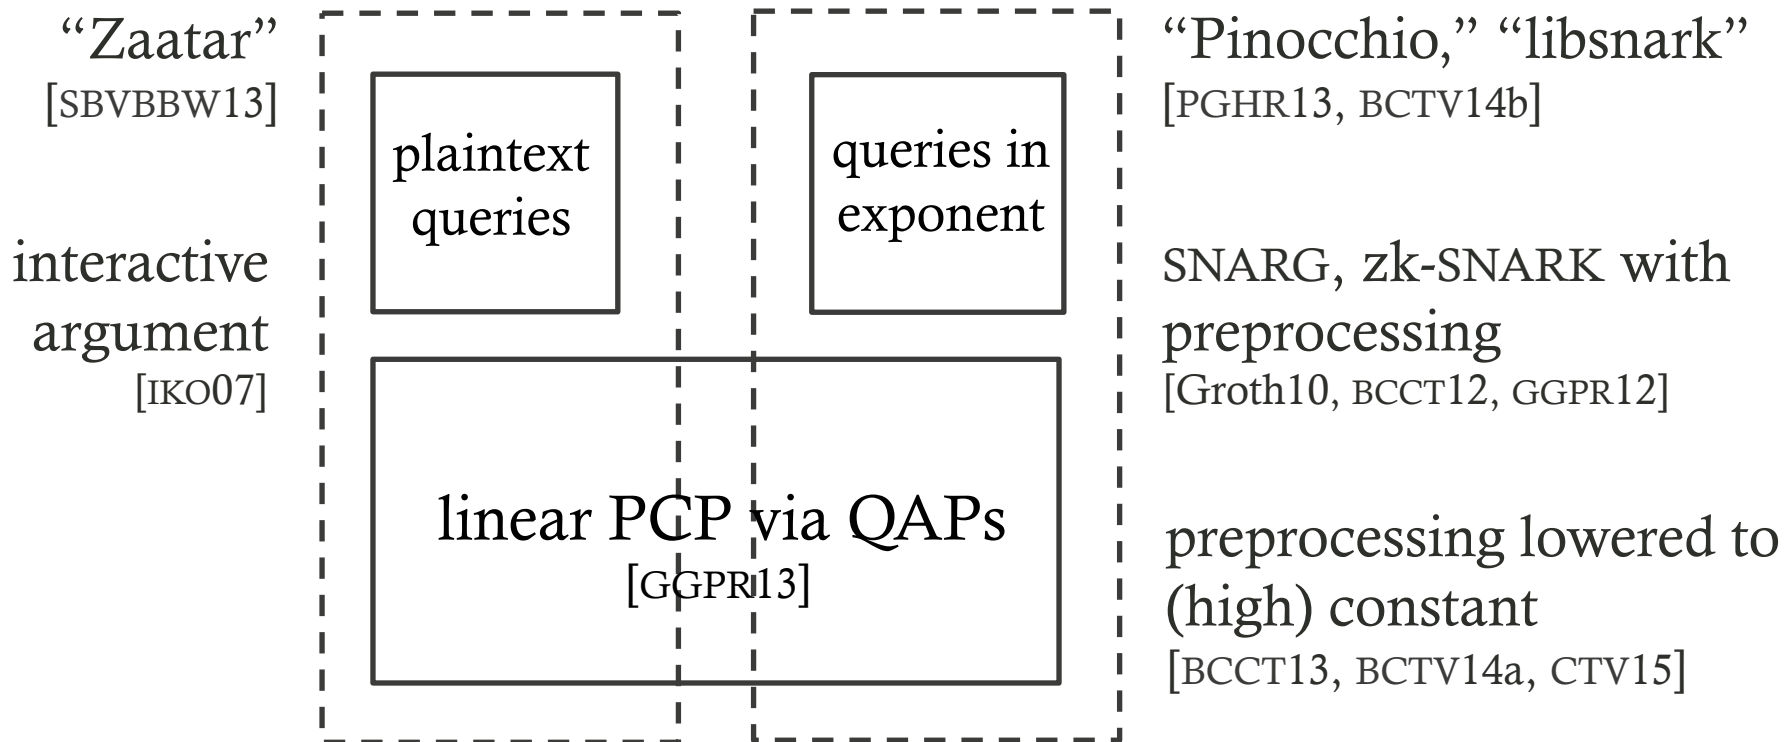 “Zaatar”
[SBVBBW13]
interactive
argument
[IKO07]
plaintext
queries
queries in
exponent
linear PCP via QAPs
[GGPR13]
“Pinocchio,” “libsnark”
[PGHR13, BCTV14b]
SNARG, zk-SNARK with
preprocessing
[Groth10, BCCT12, GGPR12]
preprocessing lowered to
(high) constant
[BCCT13, BCTV14a, CTV15]